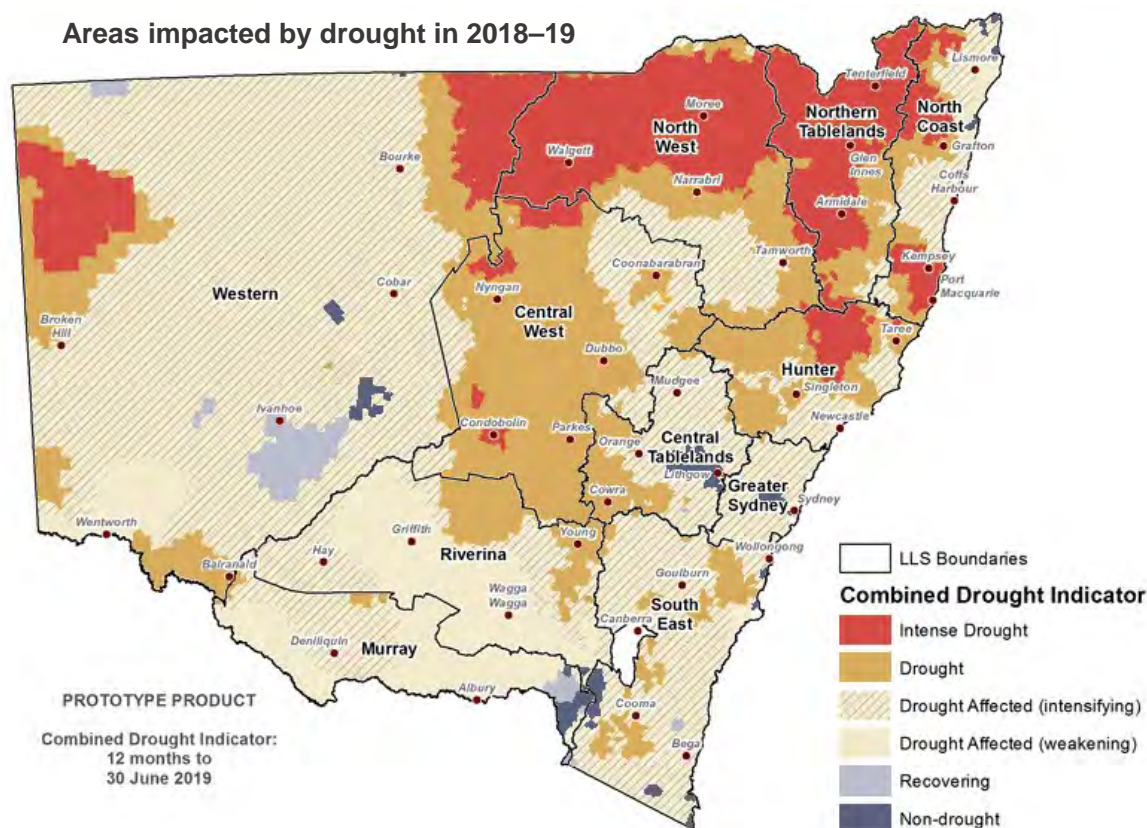 Areas impacted by drought in 2018–19
Lismore
Tenterfield
Moree
Northern
Tablelands
North
Coast
North
West
Walgett
Bourke
Glen
Innes
Grafton
Narrabri
Coffs
Harbour
Armidale
Coonabarabran
Tamworth
Kempsey
Port
Macquarie
Cobar
Nyngan
Western
Central
West
Broken
Hill
Taree
Dubbo
Hunter
Mudgee
Singleton
Newcastle
Ivanhoe
Condobolin
Parkes
Orange
Central
Tablelands
Lithgow
Greater
Sydney
Sydney
Cowra
Wentworth
Griffith
Young
Hay
Riverina
Wollongong
Balranald
Goulburn
Wagga
Wagga
South
East
Canberra
Deniliquin
Murray
Albury
Cooma
Bega
PROTOTYPE PRODUCT
Combined Drought Indicator:
12 months to
30 June 2019
LLS Boundaries
Combined Drought Indicator
Intense Drought
Drought
Drought Affected (intensifying)
Drought Affected (weakening)
Recovering
Non-drought